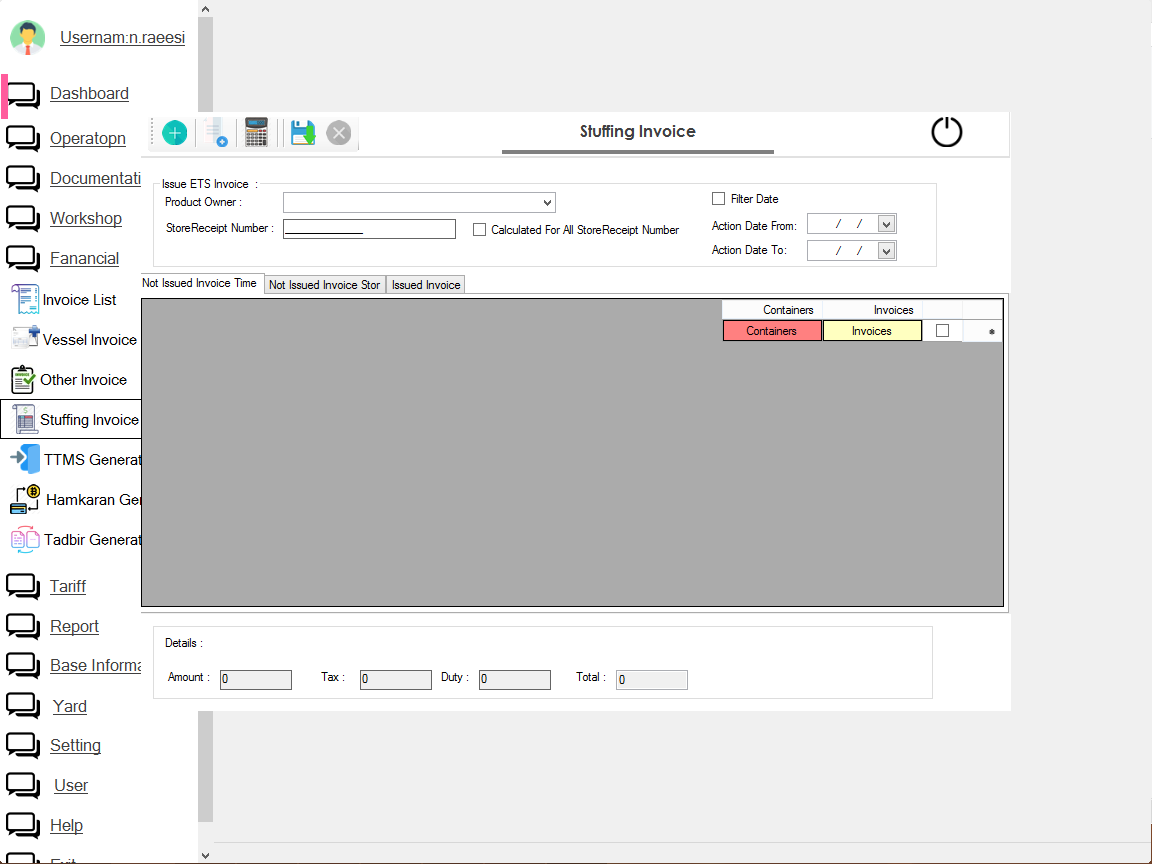 Usernam:n.raeesi
Dashboard
Operatopn
Documentati
Workshop
Fanancial
Invoice List
Vessel Invoice
Other Invoice
Stuffing Invoice
TTMS Generat
Hamkaran Ger
Tadbir Generat
Tariff
Report
Base Informa
Yard
Setting
User
Help
Exit
Stuffing Invoice
Issue ETS Invoice :
Product Owner :
StoreReceipt Number :
Calculated For All StoreReceipt Number
Filter Date
Action Date From: / /
Action Date To: / /
Not Issued Invoice Time Not Issued Invoice Stor Issued Invoice
Containers Invoices
Containers Invoices
Details :
Amount : 0 Tax : 0 Duty : 0 Total : 0